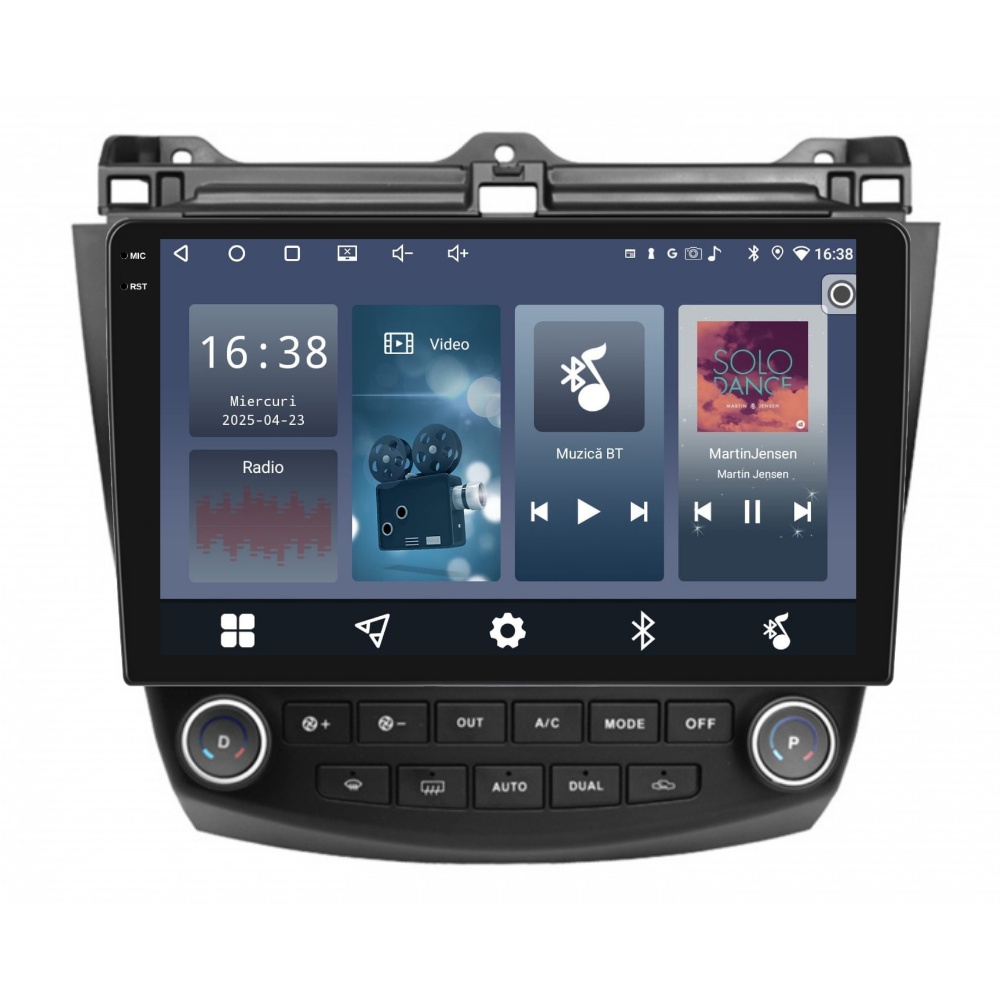 MIC
RST
16:38
16:38
Miercuri
2025-04-23
Radio
Video
Muzică BT
SOLO
DANCE
MARTIN JENSEN
MartinJensen
Martin Jensen
D
+
-
OUT
A/C
MODE
OFF
P
AUTO
DUAL